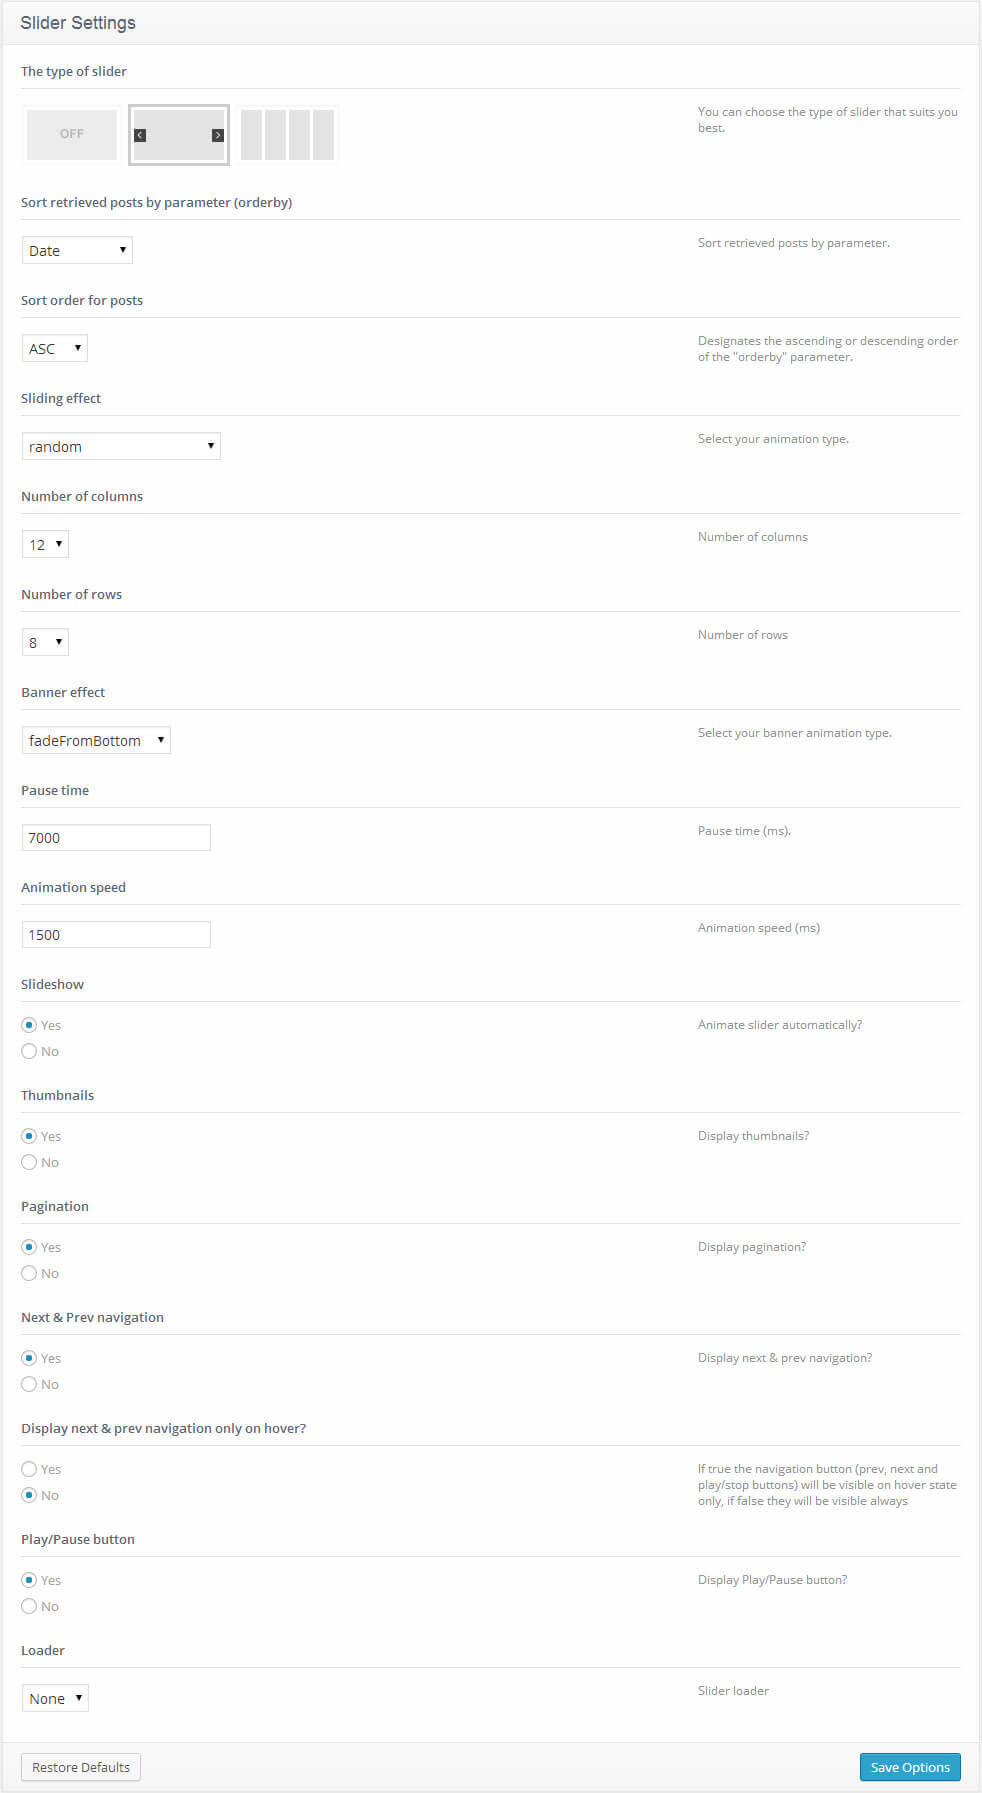 Slider Settings
The type of slider
OFF
You can choose the type of slider that suits you
best.
Sort retrieved posts by parameter (orderby)
Date
Sort retrieved posts by parameter.
Sort order for posts
ASC
Designates the ascending or descending order
of the "orderby" parameter.
Sliding effect
random
Select your animation type.
Number of columns
12
Number of columns
Number of rows
8
Number of rows
Banner effect
fadeFromBottom
Select your banner animation type.
Pause time
7000
Pause time (ms).
Animation speed
1500
Animation speed (ms)
Slideshow
Yes
Animate slider automatically?
No
Thumbnails
Yes
Display thumbnails?
No
Pagination
Yes
Display pagination?
No
Next & Prev navigation
Yes
Display next & prev navigation?
No
Display next & prev navigation only on hover?
Yes
No
If true the navigation button (prev, next and
play/stop buttons) will be visible on hover state
only, if false they will be visible always
Play/Pause button
Yes
Display Play/Pause button?
No
Loader
None
Slider loader
Restore Defaults
Save Options